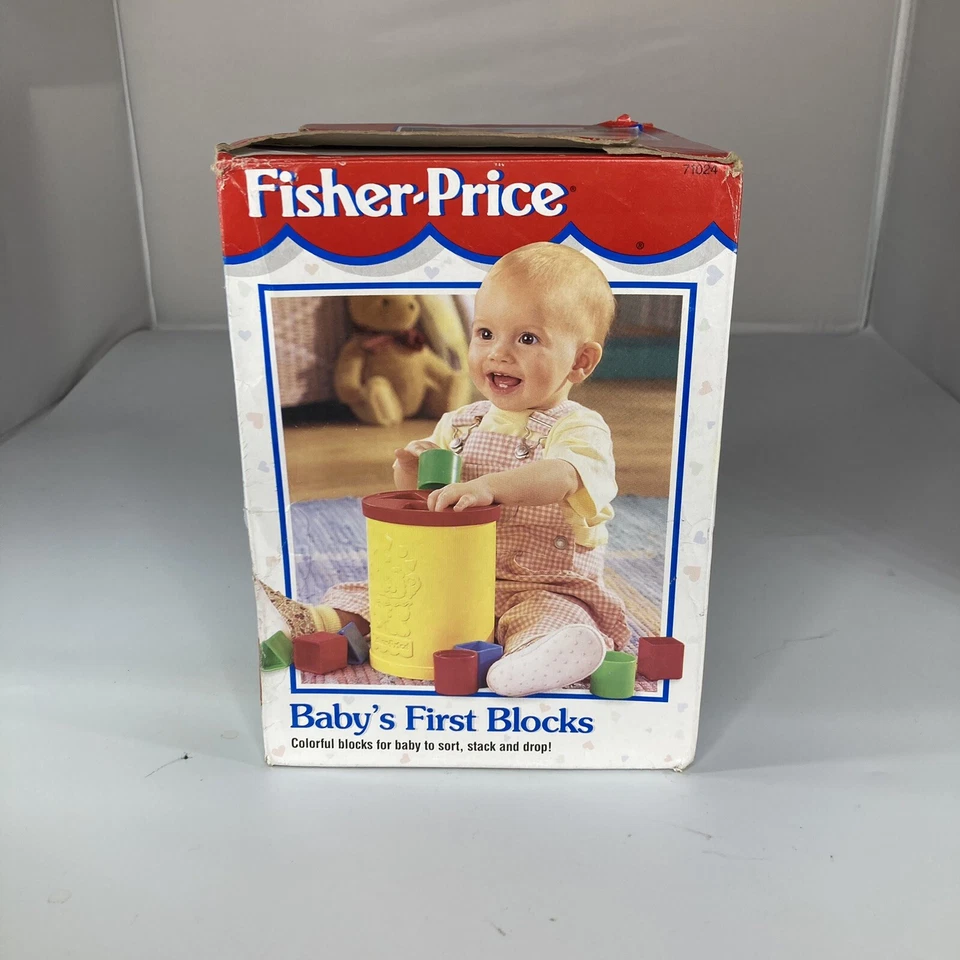 71024
Fisher-Price®
®
Baby's First Blocks
Colorful blocks for baby to sort, stack and drop!